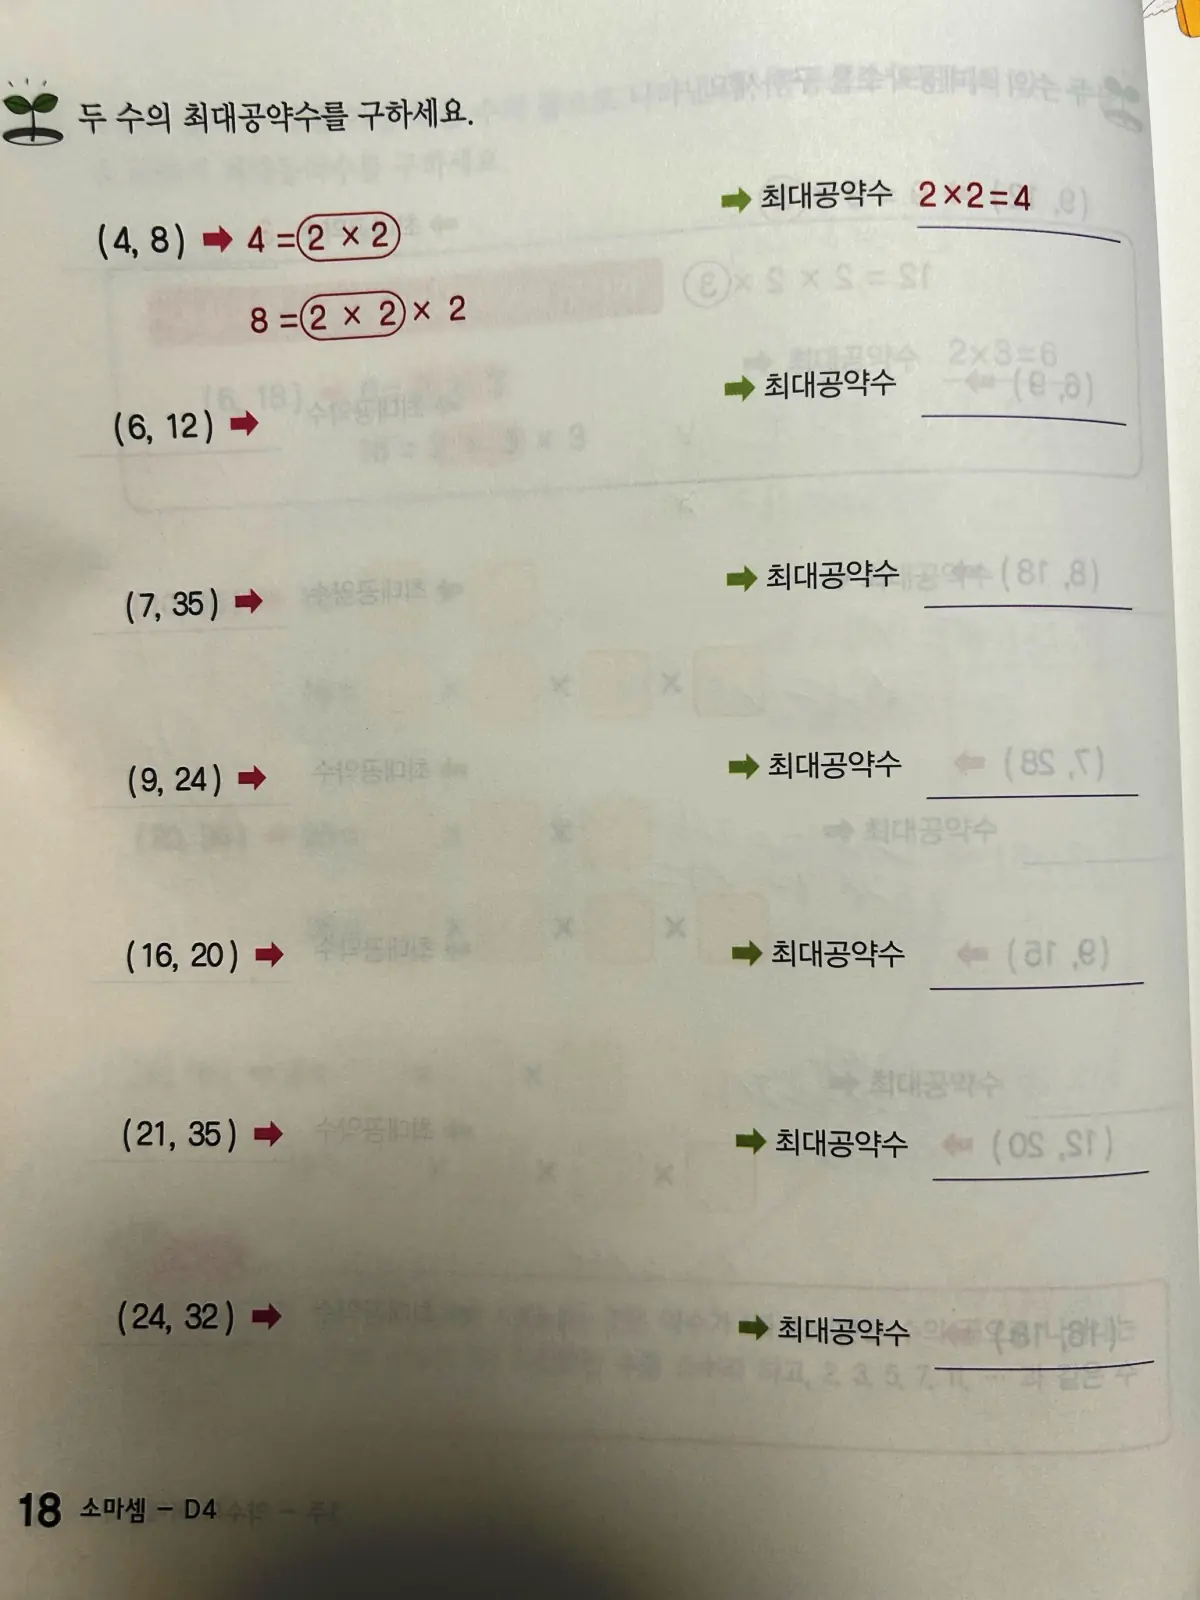 두 수의 최대공약수를 구하세요.
(4, 8) ➡ 4 = 2 × 2 ➡ 최대공약수 2×2=4
8 = 2 × 2 × 2
(6, 12) ➡ ➡ 최대공약수
(7, 35) ➡ ➡ 최대공약수
(9, 24) ➡ ➡ 최대공약수
(16, 20) ➡ ➡ 최대공약수
(21, 35) ➡ ➡ 최대공약수
(24, 32) ➡ ➡ 최대공약수
18 소마셈 – D4